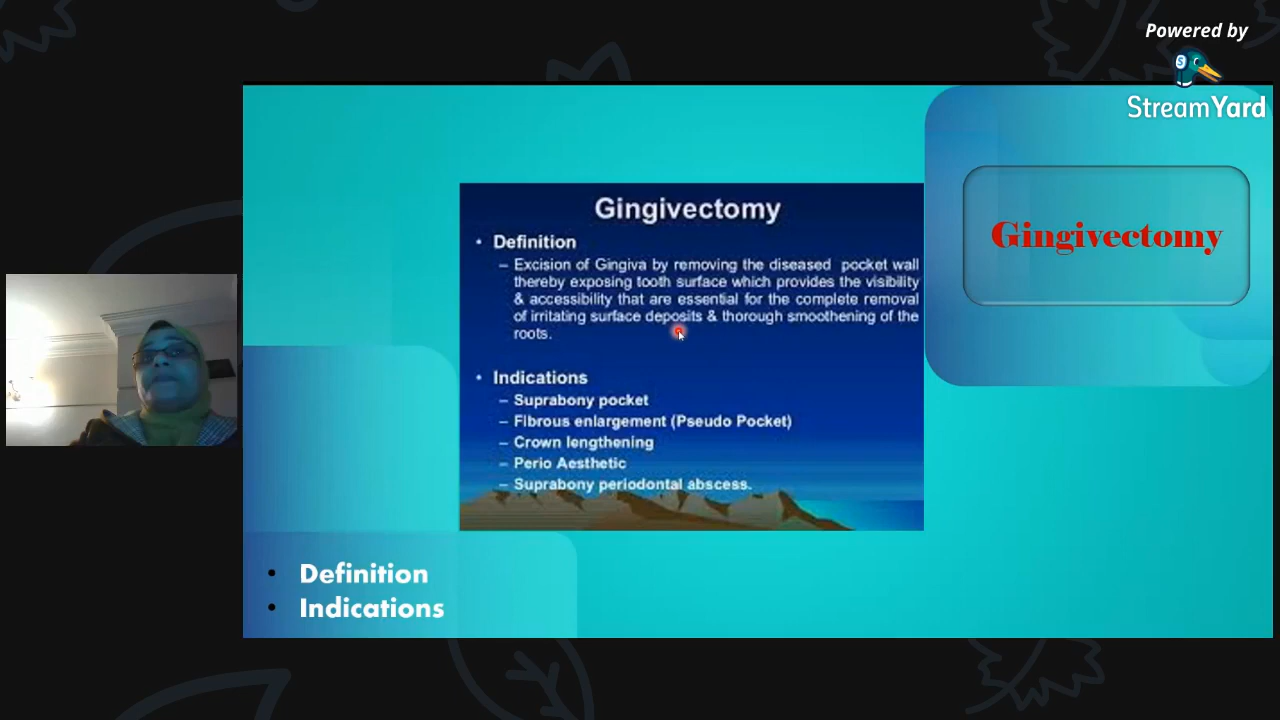 Powered by
StreamYard
Gingivectomy
Gingivectomy
• Definition
– Excision of Gingiva by removing the diseased pocket wall
thereby exposing tooth surface which provides the visibility
& accessibility that are essential for the complete removal
of irritating surface deposits & thorough smoothening of the
roots.
• Indications
– Suprabony pocket
– Fibrous enlargement (Pseudo Pocket)
– Crown lengthening
– Perio Aesthetic
– Suprabony periodontal abscess.
• Definition
• Indications